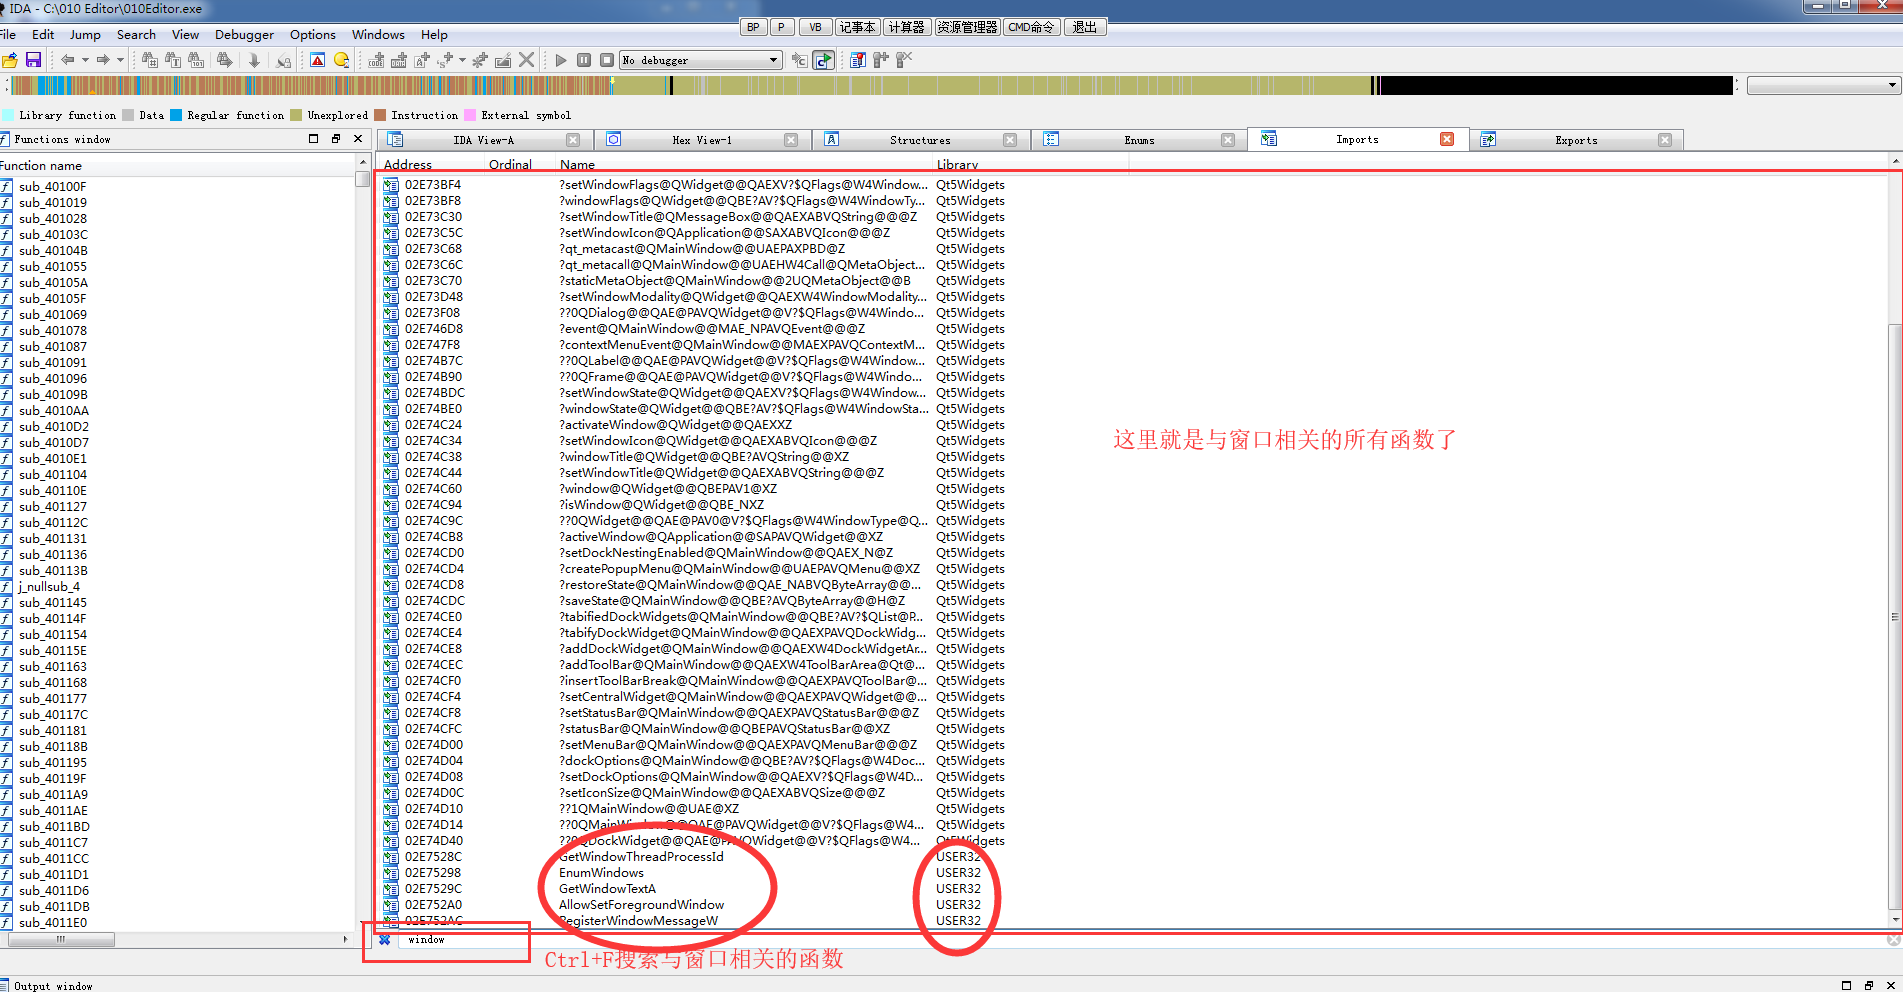 IDA - C:\010 Editor\010Editor.exe
BP P VB 记事本 计算器 资源管理器 CMD命令 退出
File Edit Jump Search View Debugger Options Windows Help
No debugger
Library function Data Regular function Unexplored Instruction External symbol
Functions window
IDA View-A Hex View-1 Structures Enums Imports Exports
Function name
sub_40100F
sub_401019
sub_401028
sub_40103C
sub_40104B
sub_401055
sub_40105A
sub_40105F
sub_401069
sub_401078
sub_401087
sub_401091
sub_401096
sub_40109B
sub_4010AA
sub_4010D2
sub_4010D7
sub_4010E1
sub_401104
sub_40110E
sub_401127
sub_40112C
sub_401131
sub_401136
sub_40113B
j_nullsub_4
sub_401145
sub_40114F
sub_401154
sub_40115E
sub_401163
sub_401168
sub_401177
sub_40117C
sub_401181
sub_40118B
sub_401195
sub_40119F
sub_4011A9
sub_4011AE
sub_4011BD
sub_4011C7
sub_4011CC
sub_4011D1
sub_4011D6
sub_4011DB
sub_4011E0
Address Ordinal Name Library
02E73BF4 ?setWindowFlags@QWidget@@QAEXV?$QFlags@W4Window... Qt5Widgets
02E73BF8 ?windowFlags@QWidget@@QBE?AV?$QFlags@W4WindowTy... Qt5Widgets
02E73C30 ?setWindowTitle@QMessageBox@@QAEXABVQString@@@Z Qt5Widgets
02E73C5C ?setWindowIcon@QApplication@@SAXABVQIcon@@@Z Qt5Widgets
02E73C68 ?qt_metacast@QMainWindow@@UAEPAXPBD@Z Qt5Widgets
02E73C6C ?qt_metacall@QMainWindow@@UAEHW4Call@QMetaObject... Qt5Widgets
02E73C70 ?staticMetaObject@QMainWindow@@2UQMetaObject@@B Qt5Widgets
02E73D48 ?setWindowModality@QWidget@@QAEXW4WindowModality... Qt5Widgets
02E73F08 ??0QDialog@@QAE@PAVQWidget@@V?$QFlags@W4Windo... Qt5Widgets
02E746D8 ?event@QMainWindow@@MAE_NPAVQEvent@@@Z Qt5Widgets
02E747F8 ?contextMenuEvent@QMainWindow@@MAEXPAVQContextM... Qt5Widgets
02E74B7C ??0QLabel@@QAE@PAVQWidget@@V?$QFlags@W4Window... Qt5Widgets
02E74B90 ??0QFrame@@QAE@PAVQWidget@@V?$QFlags@W4Windo... Qt5Widgets
02E74BDC ?setWindowState@QWidget@@QAEXV?$QFlags@W4Window... Qt5Widgets
02E74BE0 ?windowState@QWidget@@QBE?AV?$QFlags@W4WindowSta... Qt5Widgets
02E74C24 ?activateWindow@QWidget@@QAEXXZ Qt5Widgets
02E74C34 ?setWindowIcon@QWidget@@QAEXABVQIcon@@@Z Qt5Widgets
02E74C38 ?windowTitle@QWidget@@QBE?AVQString@@XZ Qt5Widgets
02E74C44 ?setWindowTitle@QWidget@@QAEXABVQString@@@Z Qt5Widgets
02E74C60 ?window@QWidget@@QBEPAV1@XZ Qt5Widgets
02E74C94 ?isWindow@QWidget@@QBE_NXZ Qt5Widgets
02E74C9C ??0QWidget@@QAE@PAV0@V?$QFlags@W4WindowType@Q... Qt5Widgets
02E74CB8 ?activeWindow@QApplication@@SAPAVQWidget@@XZ Qt5Widgets
02E74CD0 ?setDockNestingEnabled@QMainWindow@@QAEX_N@Z Qt5Widgets
02E74CD4 ?createPopupMenu@QMainWindow@@UAEPAVQMenu@@XZ Qt5Widgets
02E74CD8 ?restoreState@QMainWindow@@QAE_NABVQByteArray@@... Qt5Widgets
02E74CDC ?saveState@QMainWindow@@QBE?AVQByteArray@@H@Z Qt5Widgets
02E74CE0 ?tabifiedDockWidgets@QMainWindow@@QBE?AV?$QList@P... Qt5Widgets
02E74CE4 ?tabifyDockWidget@QMainWindow@@QAEXPAVQDockWidg... Qt5Widgets
02E74CE8 ?addDockWidget@QMainWindow@@QAEXW4DockWidgetAr... Qt5Widgets
02E74CEC ?addToolBar@QMainWindow@@QAEXW4ToolBarArea@Qt@... Qt5Widgets
02E74CF0 ?insertToolBarBreak@QMainWindow@@QAEXPAVQToolBar@... Qt5Widgets
02E74CF4 ?setCentralWidget@QMainWindow@@QAEXPAVQWidget@@... Qt5Widgets
02E74CF8 ?setStatusBar@QMainWindow@@QAEXPAVQStatusBar@@@Z Qt5Widgets
02E74CFC ?statusBar@QMainWindow@@QBEPAVQStatusBar@@XZ Qt5Widgets
02E74D00 ?setMenuBar@QMainWindow@@QAEXPAVQMenuBar@@@Z Qt5Widgets
02E74D04 ?dockOptions@QMainWindow@@QBE?AV?$QFlags@W4Doc... Qt5Widgets
02E74D08 ?setDockOptions@QMainWindow@@QAEXV?$QFlags@W4D... Qt5Widgets
02E74D0C ?setIconSize@QMainWindow@@QAEXABVQSize@@@Z Qt5Widgets
02E74D10 ??1QMainWindow@@UAE@XZ Qt5Widgets
02E74D14 ??0QMainWindow@@QAE@PAVQWidget@@V?$QFlags@W4... Qt5Widgets
02E74D40 ??0QDockWidget@@QAE@PAVQWidget@@V?$QFlags@W4... Qt5Widgets
02E7528C GetWindowThreadProcessId USER32
02E75298 EnumWindows USER32
02E7529C GetWindowTextA USER32
02E752A0 AllowSetForegroundWindow USER32
02E752AC RegisterWindowMessageW USER32
这里就是与窗口相关的所有函数了
window
Ctrl+F搜索与窗口相关的函数
Output window